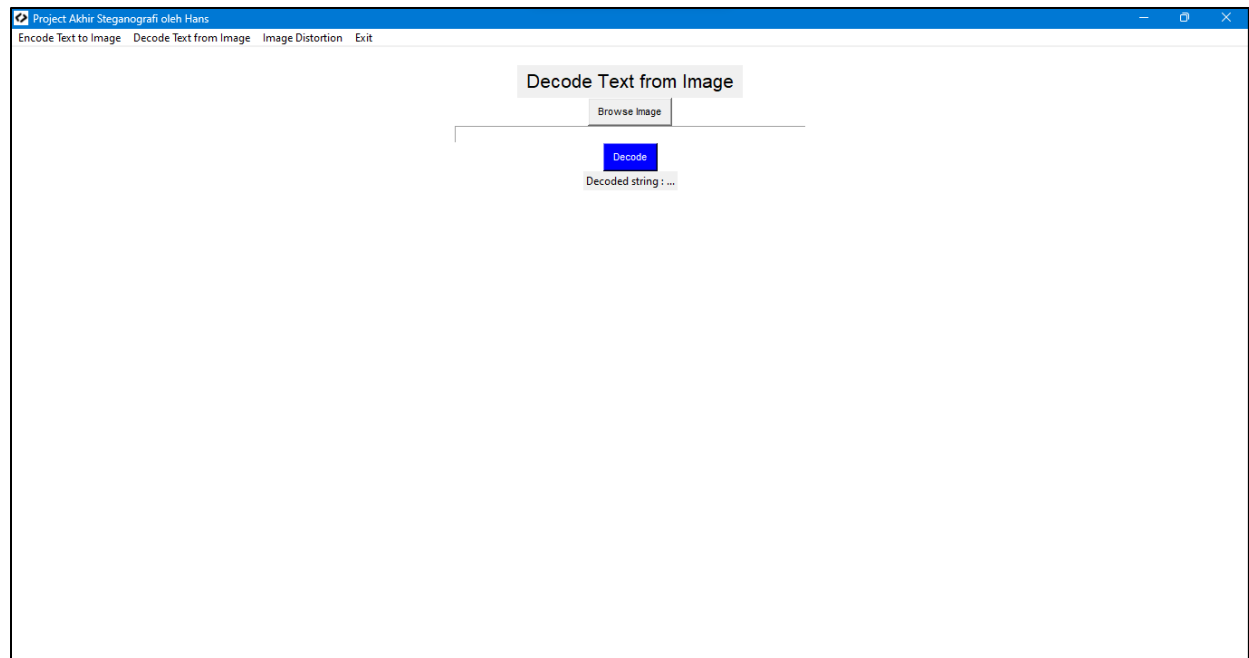 Project Akhir Steganografi oleh Hans
Encode Text to Image Decode Text from Image Image Distortion Exit
Decode Text from Image
Browse Image
Decode
Decoded string : ...